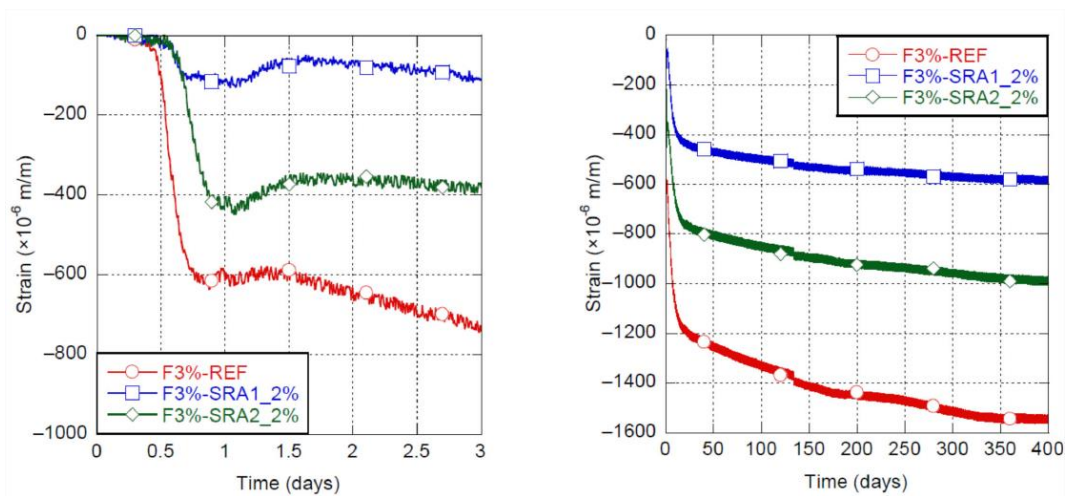 0
−200
−400
−600
−800
−1000
Strain (×10⁻⁶ m/m)
F3%-REF
F3%-SRA1_2%
F3%-SRA2_2%
0 0.5 1 1.5 2 2.5 3
Time (days)
0
−200
−400
−600
−800
−1000
−1200
−1400
−1600
Strain (×10⁻⁶ m/m)
F3%-REF
F3%-SRA1_2%
F3%-SRA2_2%
0 50 100 150 200 250 300 350 400
Time (days)